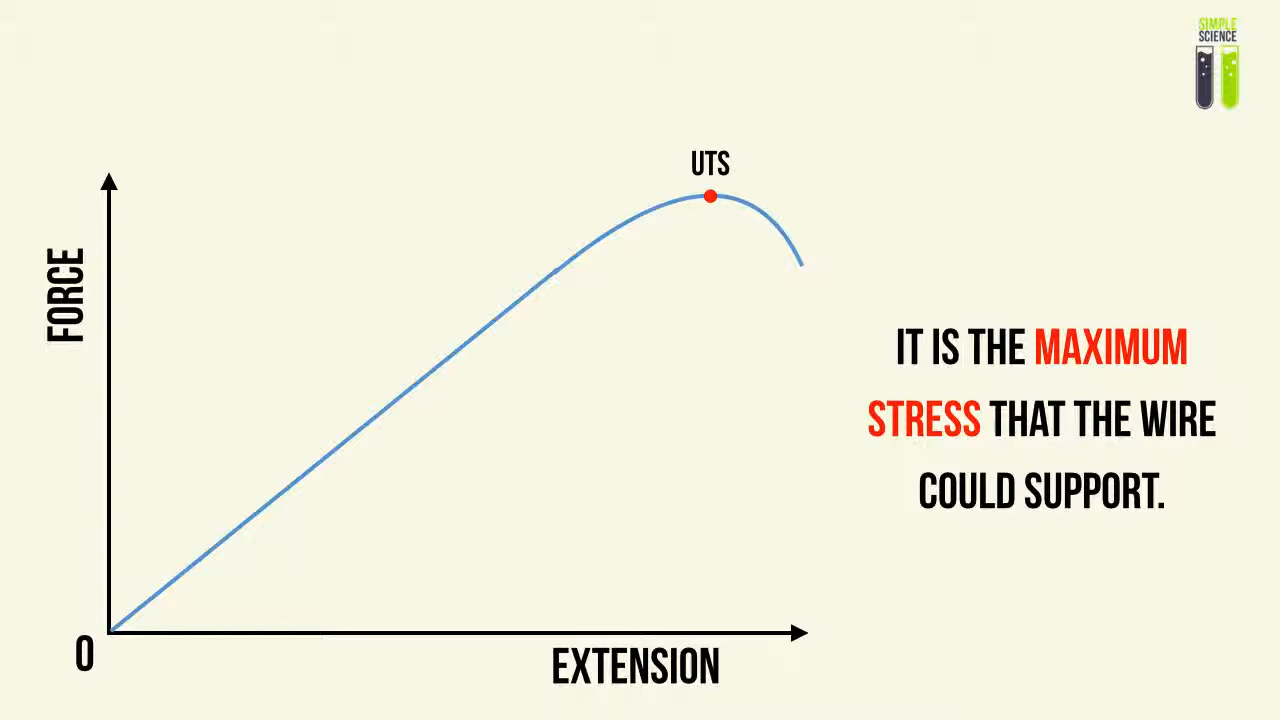 SIMPLE
SCIENCE
UTS
FORCE
IT IS THE MAXIMUM
STRESS THAT THE WIRE
COULD SUPPORT.
0
EXTENSION